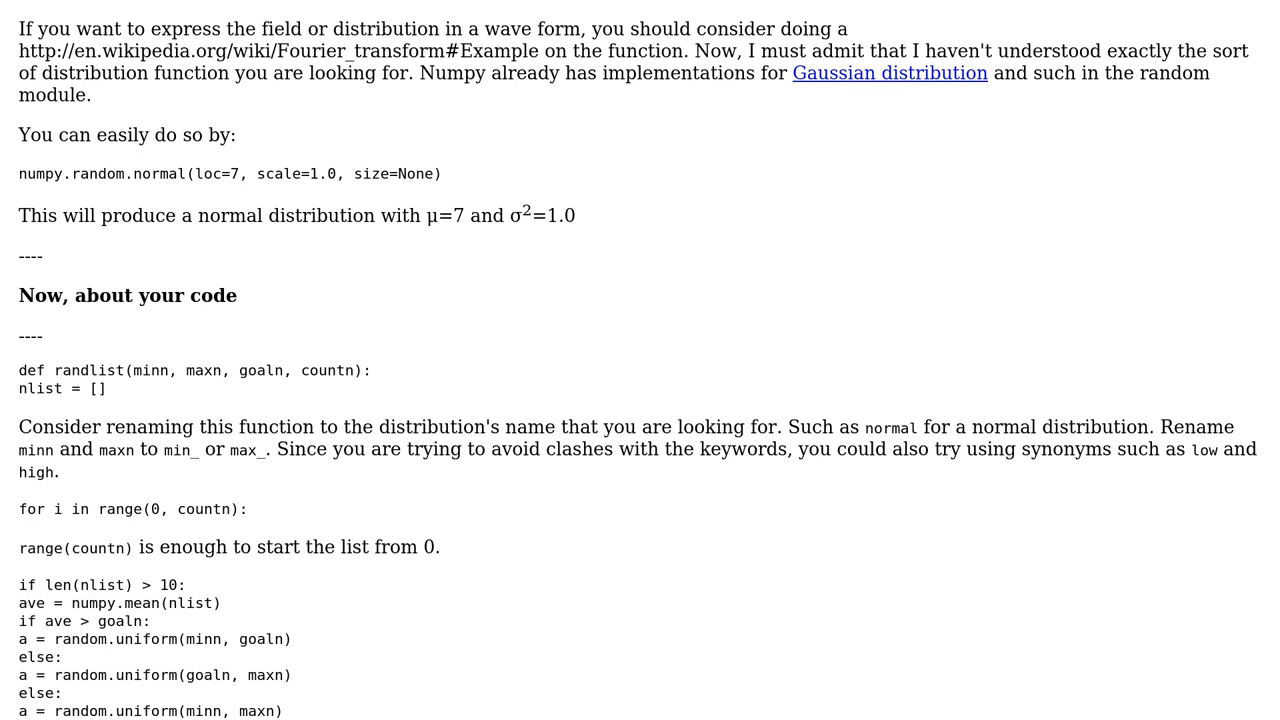 If you want to express the field or distribution in a wave form, you should consider doing a
http://en.wikipedia.org/wiki/Fourier_transform#Example on the function. Now, I must admit that I haven't understood exactly the sort
of distribution function you are looking for. Numpy already has implementations for Gaussian distribution and such in the random
module.
You can easily do so by:
numpy.random.normal(loc=7, scale=1.0, size=None)
This will produce a normal distribution with μ=7 and σ²=1.0
----
Now, about your code
----
def randlist(minn, maxn, goaln, countn):
nlist = []
Consider renaming this function to the distribution's name that you are looking for. Such as normal for a normal distribution. Rename
minn and maxn to min_ or max_. Since you are trying to avoid clashes with the keywords, you could also try using synonyms such as low and
high.
for i in range(0, countn):
range(countn) is enough to start the list from 0.
if len(nlist) > 10:
ave = numpy.mean(nlist)
if ave > goaln:
a = random.uniform(minn, goaln)
else:
a = random.uniform(goaln, maxn)
else:
a = random.uniform(minn, maxn)